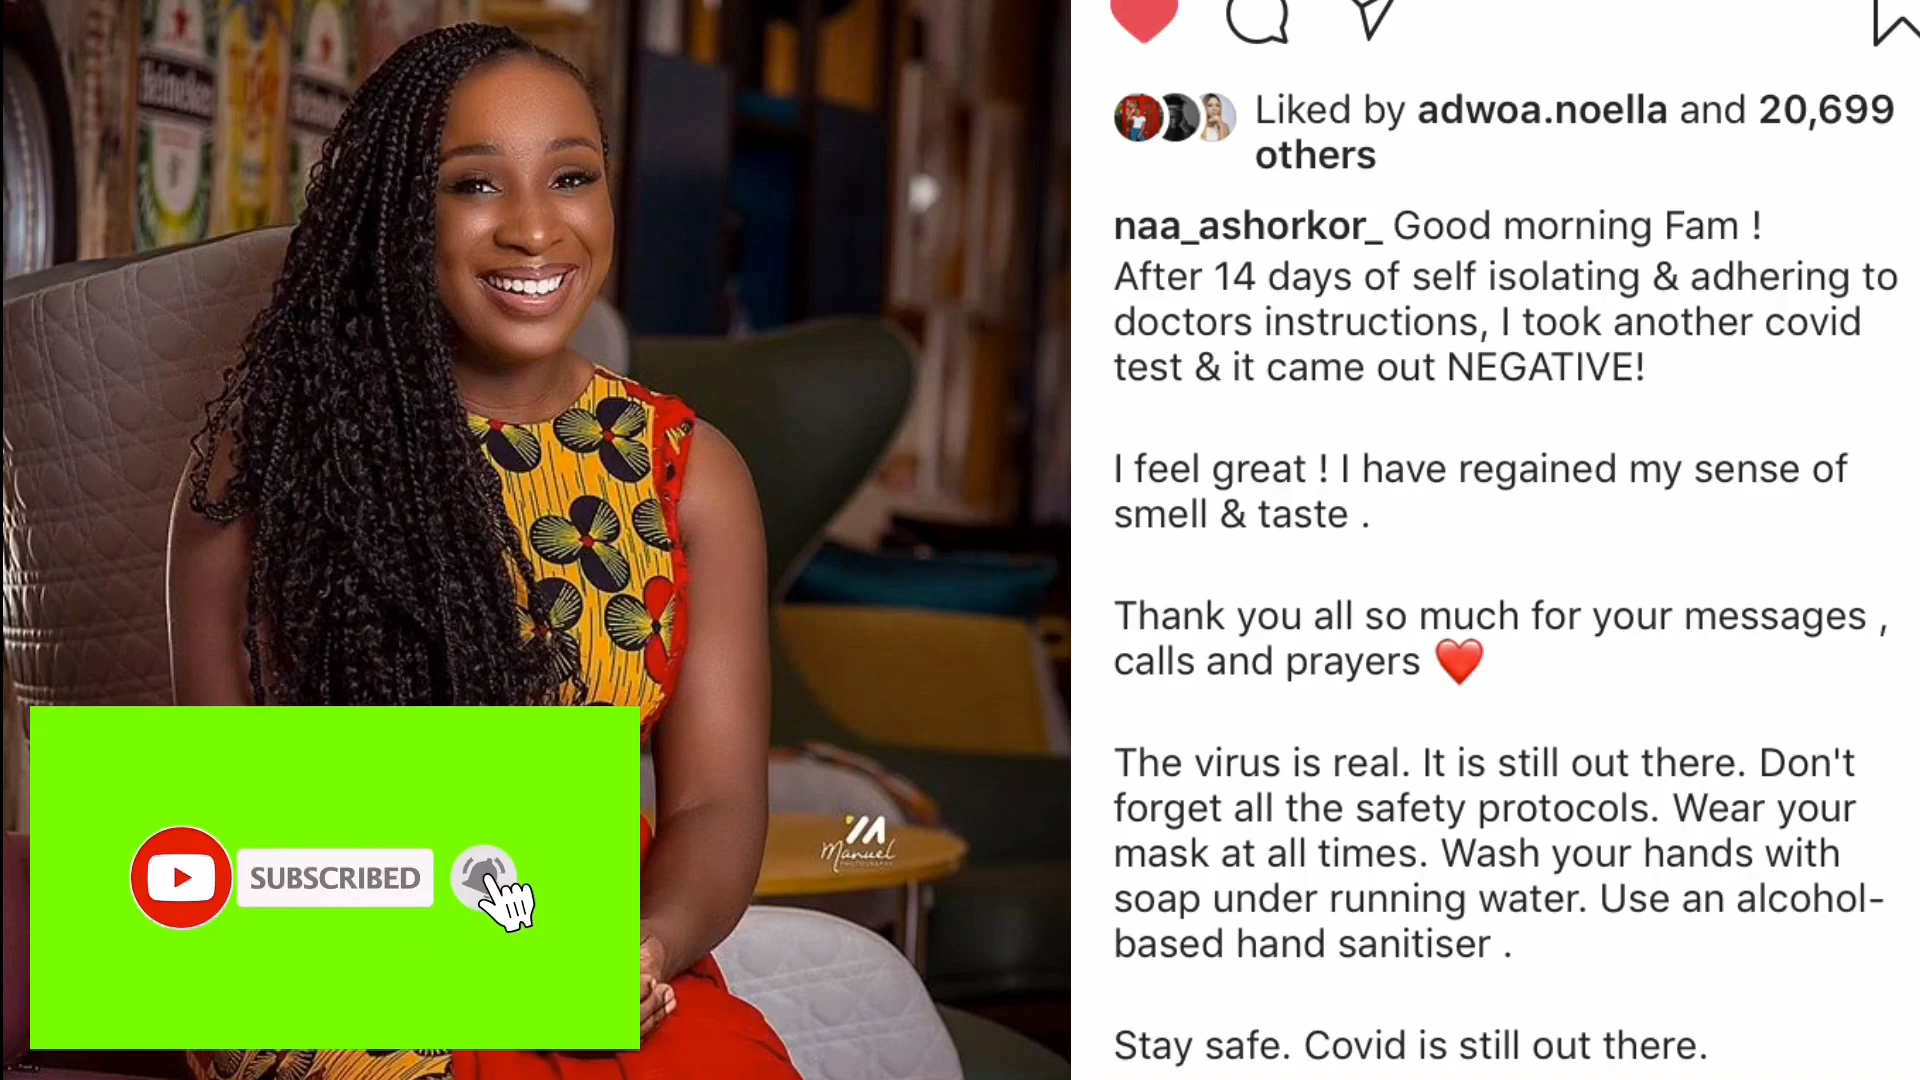 Heineken
Liked by adwoa.noella and 20,699
others
naa_ashorkor_ Good morning Fam !
After 14 days of self isolating & adhering to
doctors instructions, I took another covid
test & it came out NEGATIVE!
I feel great ! I have regained my sense of
smell & taste .
Thank you all so much for your messages ,
calls and prayers ❤️
The virus is real. It is still out there. Don't
forget all the safety protocols. Wear your
mask at all times. Wash your hands with
soap under running water. Use an alcohol-
based hand sanitiser .
Stay safe. Covid is still out there.
SUBSCRIBED
Manuel
PHOTOGRAPHY